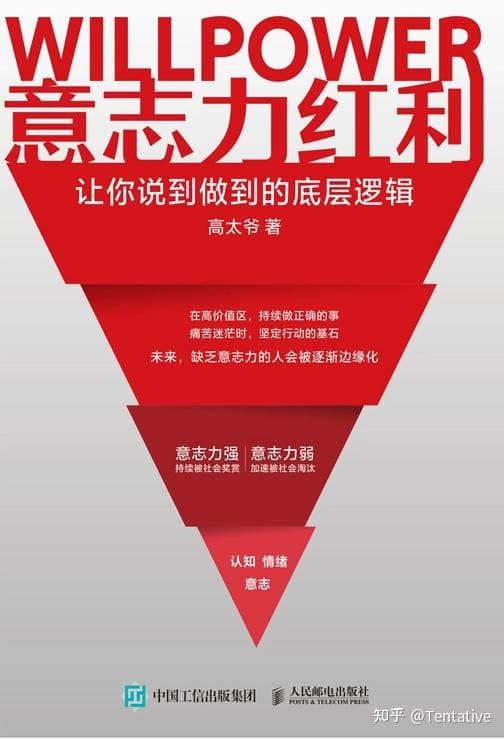 WILLPOWER
意志力红利
让你说到做到的底层逻辑
高太爷 著
在高价值区，持续做正确的事
痛苦迷茫时，坚定行动的基石
未来，缺乏意志力的人会被逐渐边缘化
意志力强 意志力弱
持续被社会奖赏 加速被社会淘汰
认知 情绪
意志
中国工信出版集团 人民邮电出版社
POSTS & TELECOM PRESS
知乎 @Tentative